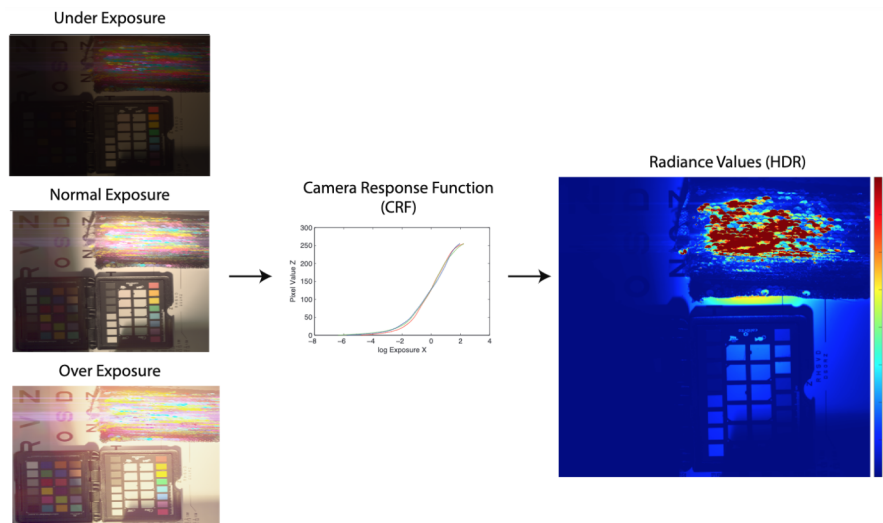 Under Exposure
R V Z
O S D
N
Normal Exposure
R V Z
O S D
N V Z
Over Exposure
R V Z
O S D
N V Z
Camera Response Function
(CRF)
300
250
200
150
100
50
0
Pixel Value Z
−8 −6 −4 −2 0 2 4
log Exposure X
Radiance Values (HDR)